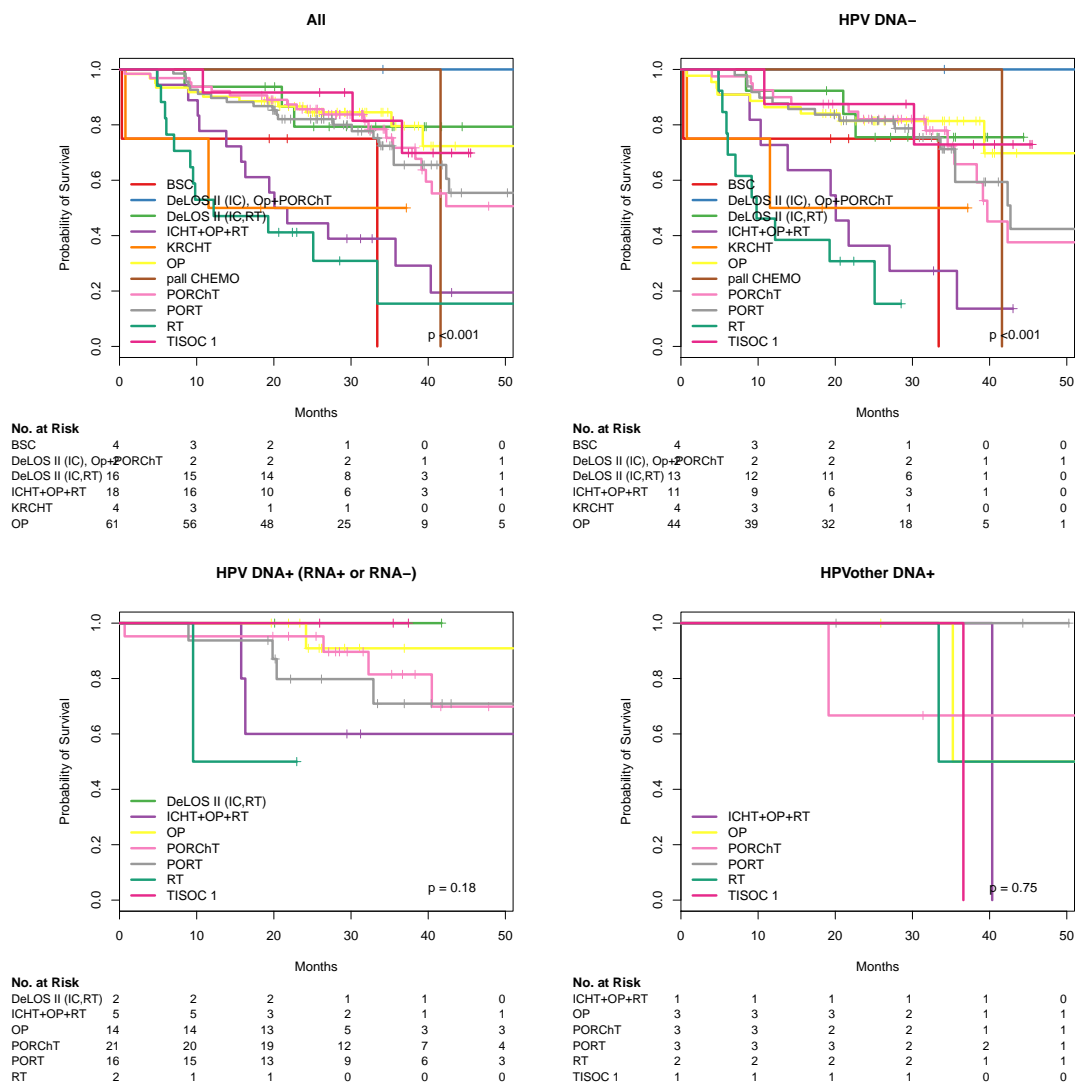 All
1.0
0.8
0.6
0.4
0.2
0.0
Probability of Survival
BSC
DeLOS II (IC), Op+PORChT
DeLOS II (IC,RT)
ICHT+OP+RT
KRCHT
OP
pall CHEMO
PORChT
PORT
RT
TISOC 1
p <0.001
0 10 20 30 40 50
Months
No. at Risk
BSC 4 3 2 1 0 0
DeLOS II (IC), Op+PORChT 2 2 2 2 1 1
DeLOS II (IC,RT) 16 15 14 8 3 1
ICHT+OP+RT 18 16 10 6 3 1
KRCHT 4 3 1 1 0 0
OP 61 56 48 25 9 5
HPV DNA−
1.0
0.8
0.6
0.4
0.2
0.0
Probability of Survival
BSC
DeLOS II (IC), Op+PORChT
DeLOS II (IC,RT)
ICHT+OP+RT
KRCHT
OP
pall CHEMO
PORChT
PORT
RT
TISOC 1
p <0.001
0 10 20 30 40 50
Months
No. at Risk
BSC 4 3 2 1 0 0
DeLOS II (IC), Op+PORChT 2 2 2 2 1 1
DeLOS II (IC,RT) 13 12 11 6 1 0
ICHT+OP+RT 11 9 6 3 1 0
KRCHT 4 3 1 1 0 0
OP 44 39 32 18 5 1
HPV DNA+ (RNA+ or RNA−)
1.0
0.8
0.6
0.4
0.2
0.0
Probability of Survival
DeLOS II (IC,RT)
ICHT+OP+RT
OP
PORChT
PORT
RT
TISOC 1
p = 0.18
0 10 20 30 40 50
Months
No. at Risk
DeLOS II (IC,RT) 2 2 2 1 1 0
ICHT+OP+RT 5 5 3 2 1 1
OP 14 14 13 5 3 3
PORChT 21 20 19 12 7 4
PORT 16 15 13 9 6 3
RT 2 1 1 0 0 0
HPVother DNA+
1.0
0.8
0.6
0.4
0.2
0.0
Probability of Survival
ICHT+OP+RT
OP
PORChT
PORT
RT
TISOC 1
p = 0.75
0 10 20 30 40 50
Months
No. at Risk
ICHT+OP+RT 1 1 1 1 1 0
OP 3 3 3 2 1 1
PORChT 3 3 2 2 1 1
PORT 3 3 3 2 2 1
RT 2 2 2 2 1 1
TISOC 1 1 1 1 1 0 0